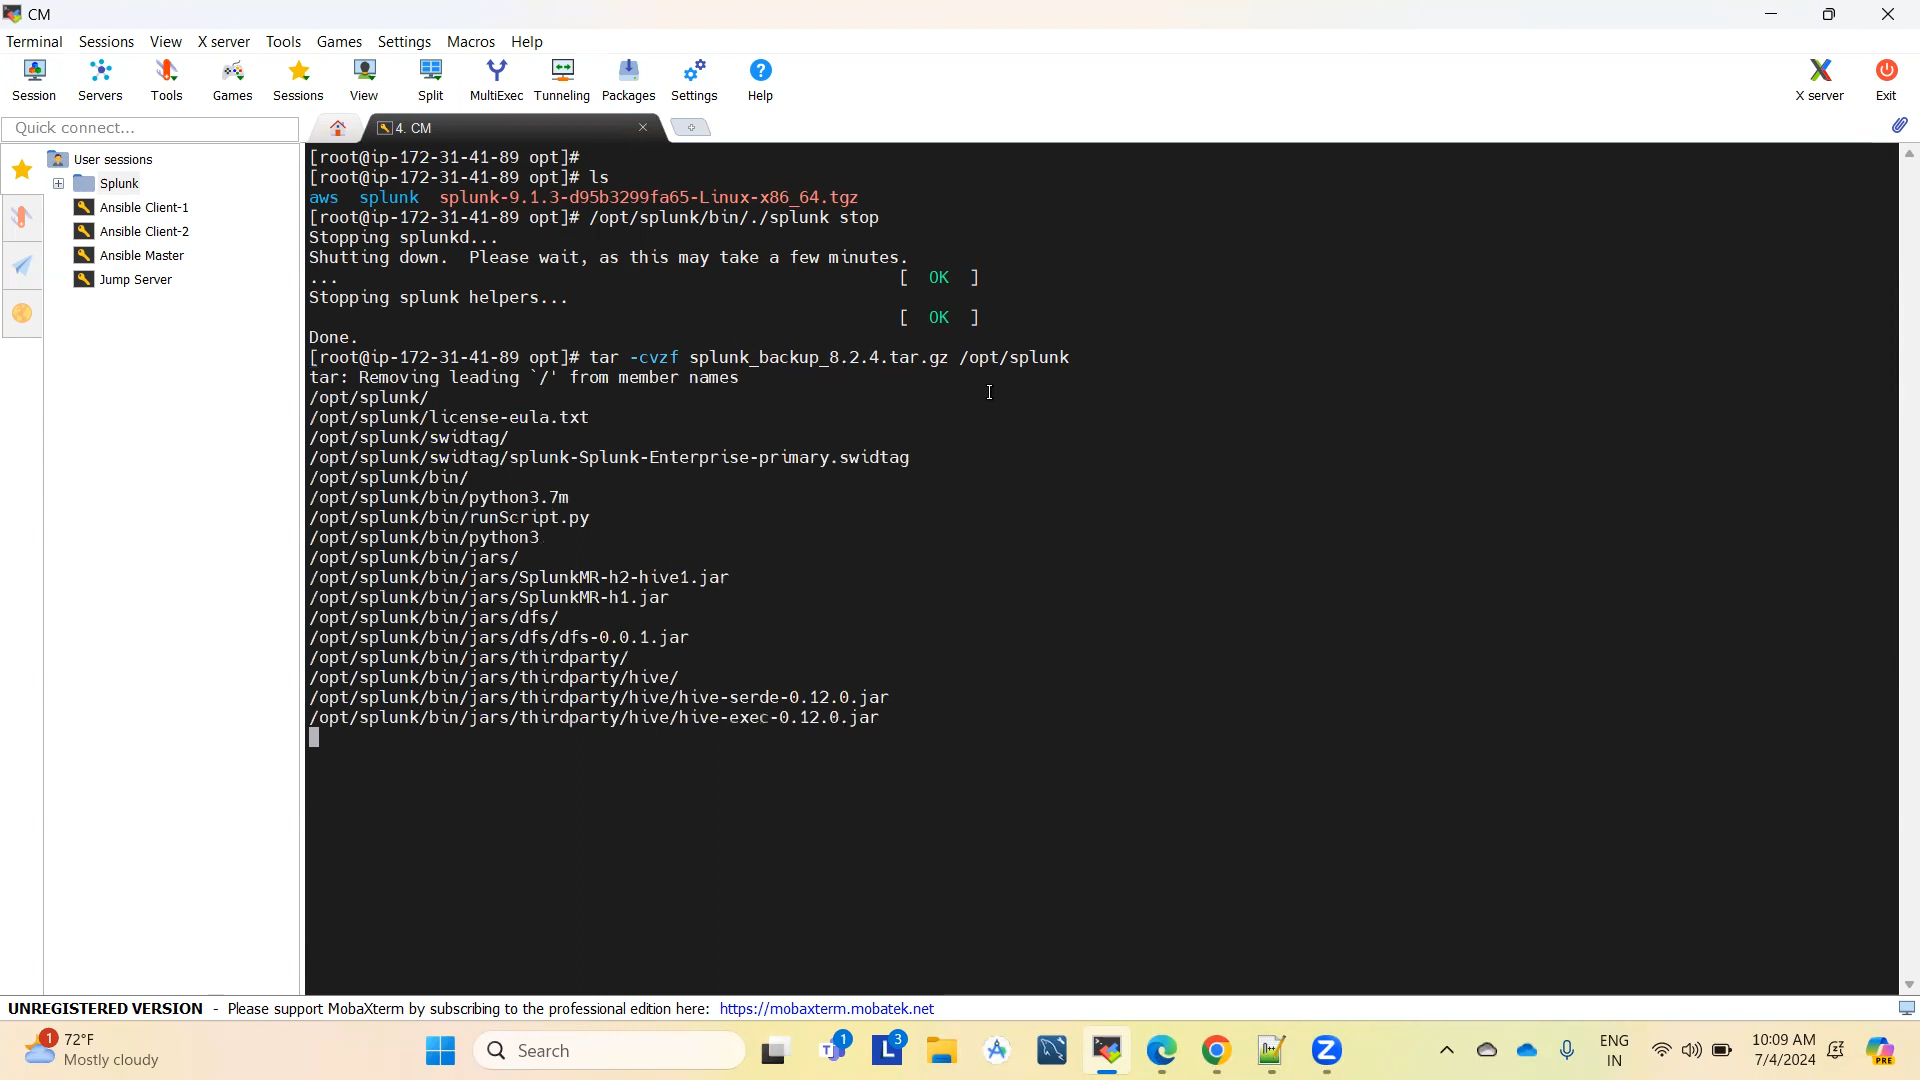 CM
Terminal Sessions View X server Tools Games Settings Macros Help
Session Servers Tools Games Sessions View Split MultiExec Tunneling Packages Settings Help X server Exit
Quick connect...
4. CM
User sessions
Splunk
Ansible Client-1
Ansible Client-2
Ansible Master
Jump Server
[root@ip-172-31-41-89 opt]#
[root@ip-172-31-41-89 opt]# ls
aws splunk splunk-9.1.3-d95b3299fa65-Linux-x86_64.tgz
[root@ip-172-31-41-89 opt]# /opt/splunk/bin/./splunk stop
Stopping splunkd...
Shutting down. Please wait, as this may take a few minutes.
... [ OK ]
Stopping splunk helpers...
[ OK ]
Done.
[root@ip-172-31-41-89 opt]# tar -cvzf splunk_backup_8.2.4.tar.gz /opt/splunk
tar: Removing leading `/' from member names
/opt/splunk/
/opt/splunk/license-eula.txt
/opt/splunk/swidtag/
/opt/splunk/swidtag/splunk-Splunk-Enterprise-primary.swidtag
/opt/splunk/bin/
/opt/splunk/bin/python3.7m
/opt/splunk/bin/runScript.py
/opt/splunk/bin/python3
/opt/splunk/bin/jars/
/opt/splunk/bin/jars/SplunkMR-h2-hive1.jar
/opt/splunk/bin/jars/SplunkMR-h1.jar
/opt/splunk/bin/jars/dfs/
/opt/splunk/bin/jars/dfs/dfs-0.0.1.jar
/opt/splunk/bin/jars/thirdparty/
/opt/splunk/bin/jars/thirdparty/hive/
/opt/splunk/bin/jars/thirdparty/hive/hive-serde-0.12.0.jar
/opt/splunk/bin/jars/thirdparty/hive/hive-exec-0.12.0.jar
UNREGISTERED VERSION - Please support MobaXterm by subscribing to the professional edition here: https://mobaxterm.mobatek.net
1 72°F
Mostly cloudy
Search
1
L 3
ENG
IN
10:09 AM
7/4/2024
PRE